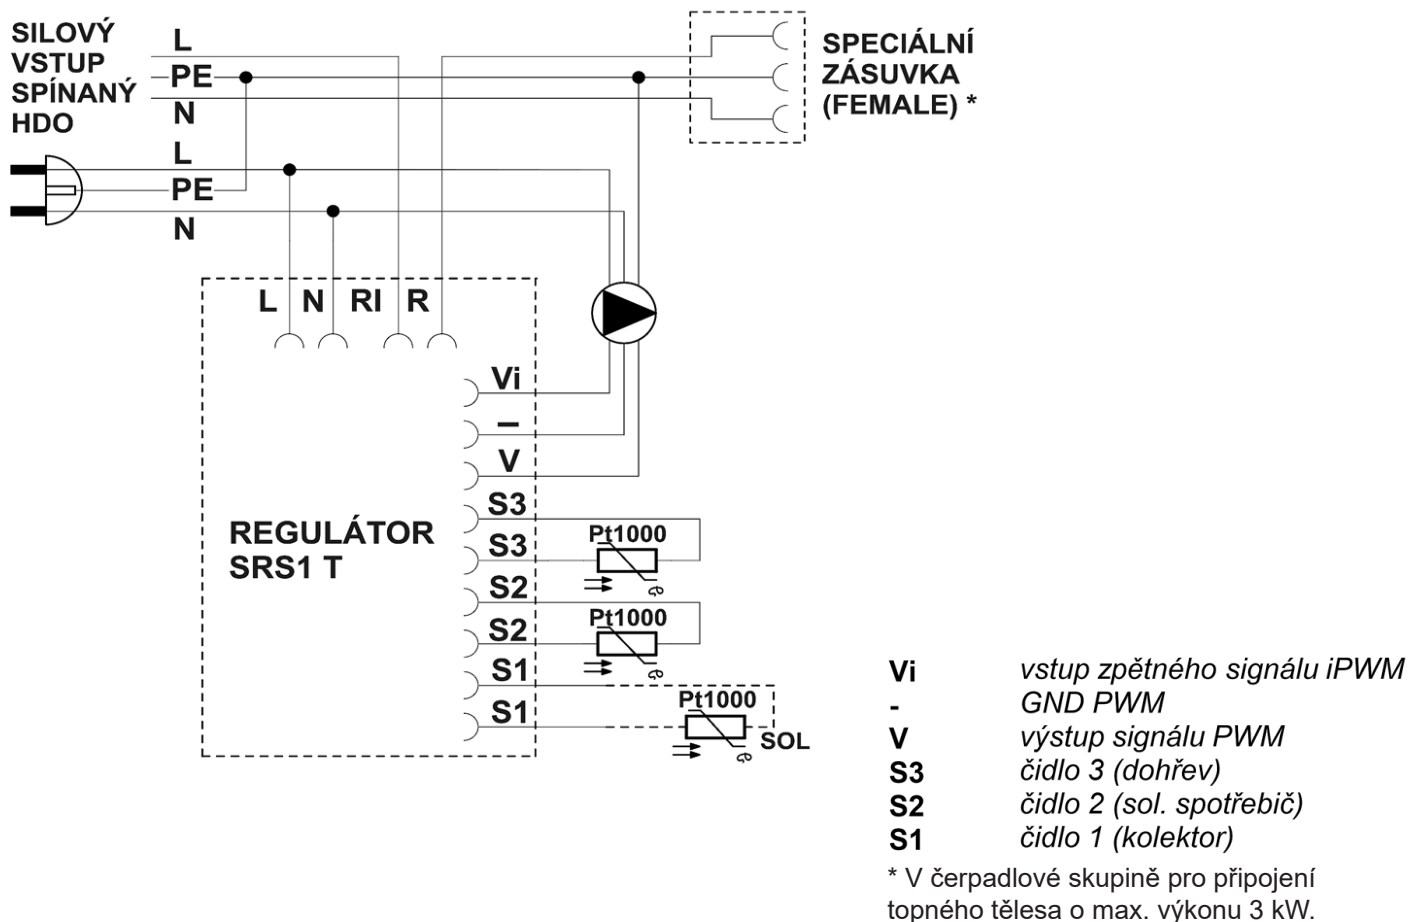 SILOVÝ
VSTUP
SPÍNANÝ
HDO
L
PE
N
SPECIÁLNÍ
ZÁSUVKA
(FEMALE) *
L
PE
N
L N RI R
Vi
–
V
S3
S3
S2
S2
S1
S1
REGULÁTOR
SRS1 T
Pt1000
Pt1000
Pt1000
SOL
Vi vstup zpětného signálu iPWM
- GND PWM
V výstup signálu PWM
S3 čidlo 3 (dohřev)
S2 čidlo 2 (sol. spotřebič)
S1 čidlo 1 (kolektor)
* V čerpadlové skupině pro připojení
topného tělesa o max. výkonu 3 kW.